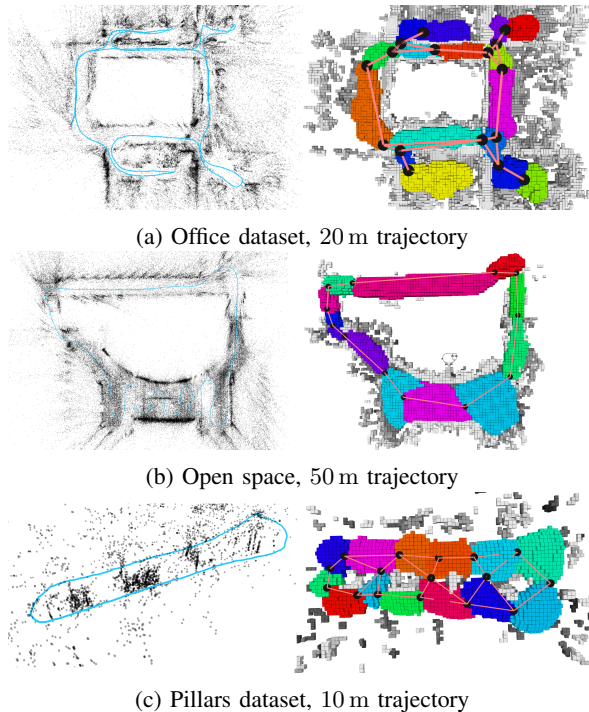 (a) Office dataset, 20 m trajectory
(b) Open space, 50 m trajectory
(c) Pillars dataset, 10 m trajectory